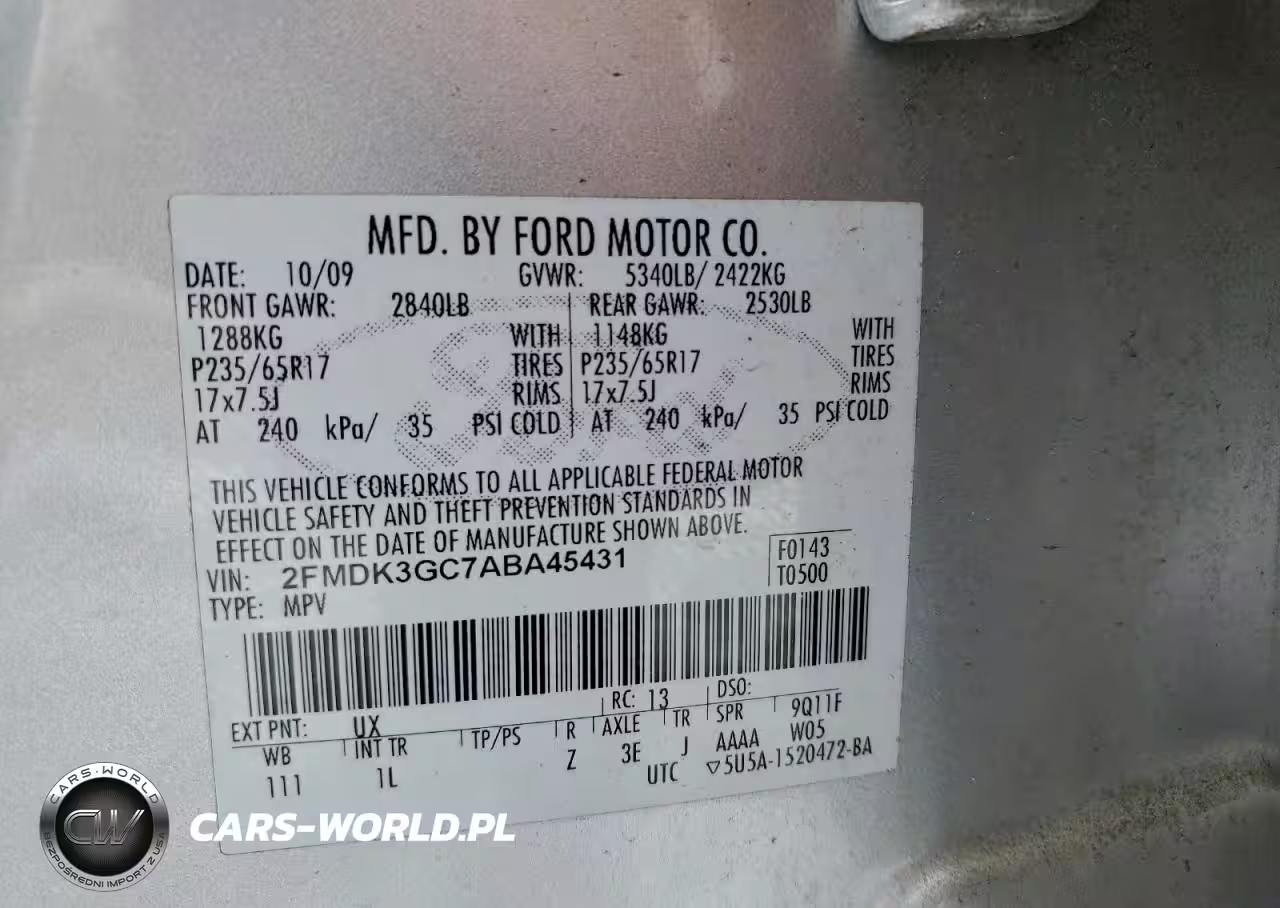 MFD. BY FORD MOTOR CO.
DATE: 10/09 GVWR: 5340LB/ 2422KG
FRONT GAWR: 2840LB REAR GAWR: 2530LB
1288KG WITH 1148KG WITH
P235/65R17 TIRES P235/65R17 TIRES
17x7.5J RIMS 17x7.5J RIMS
AT 240 kPa/ 35 PSI COLD AT 240 kPa/ 35 PSI COLD
THIS VEHICLE CONFORMS TO ALL APPLICABLE FEDERAL MOTOR
VEHICLE SAFETY AND THEFT PREVENTION STANDARDS IN
EFFECT ON THE DATE OF MANUFACTURE SHOWN ABOVE.
VIN: 2FMDK3GC7ABA45431 F0143
TYPE: MPV T0500
EXT PNT: UX RC: 13 DSO:
WB INT TR TP/PS R AXLE TR SPR 9Q11F
111 1L Z 3E J AAAA W05
UTC ▽5U5A-1520472-BA
CARS-WORLD
CW
BEZPOŚREDNI IMPORT Z USA
CARS-WORLD.PL